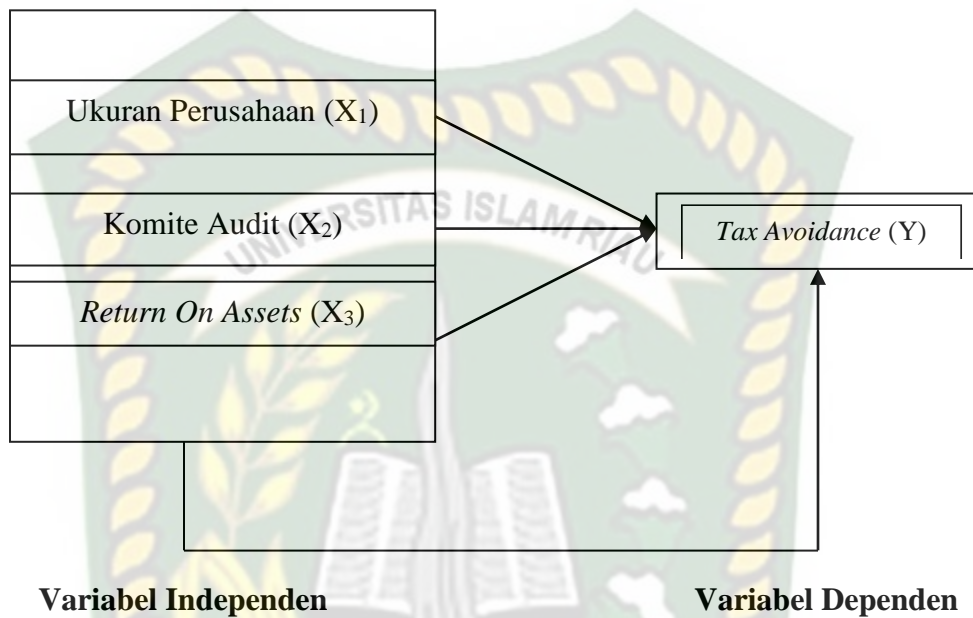 Ukuran Perusahaan (X₁)
UNIVERSITAS ISLAM RIAU
Komite Audit (X₂)
Tax Avoidance (Y)
Return On Assets (X₃)
Variabel Independen
Variabel Dependen